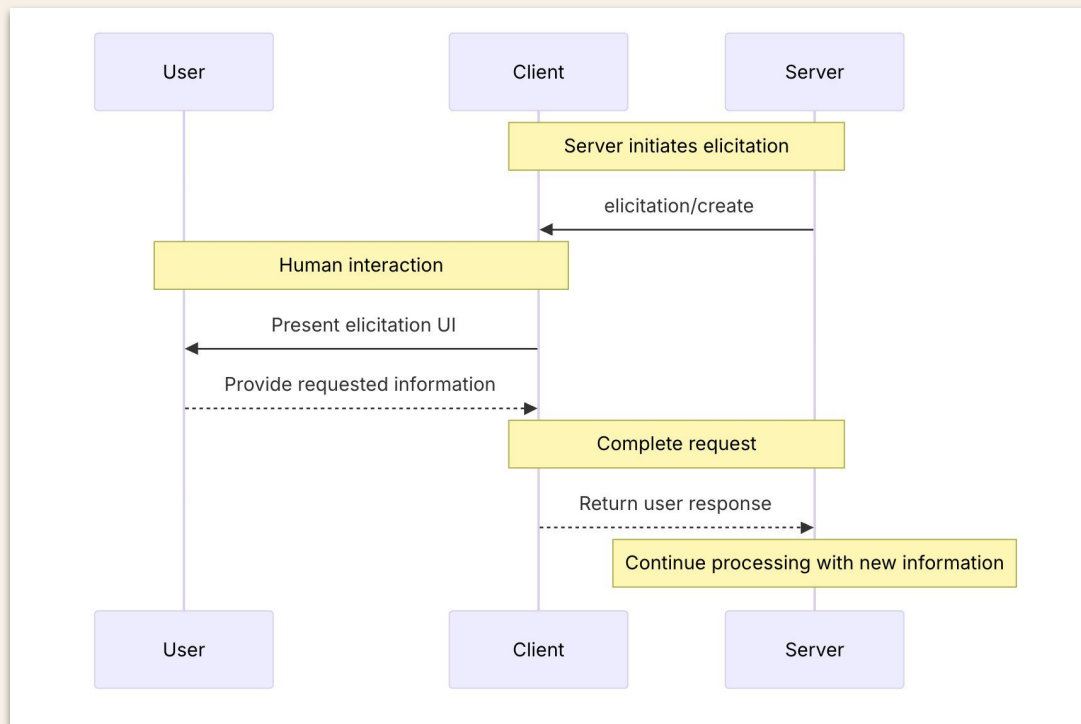 User
Client
Server
Server initiates elicitation
elicitation/create
Human interaction
Present elicitation UI
Provide requested information
Complete request
Return user response
Continue processing with new information
User
Client
Server